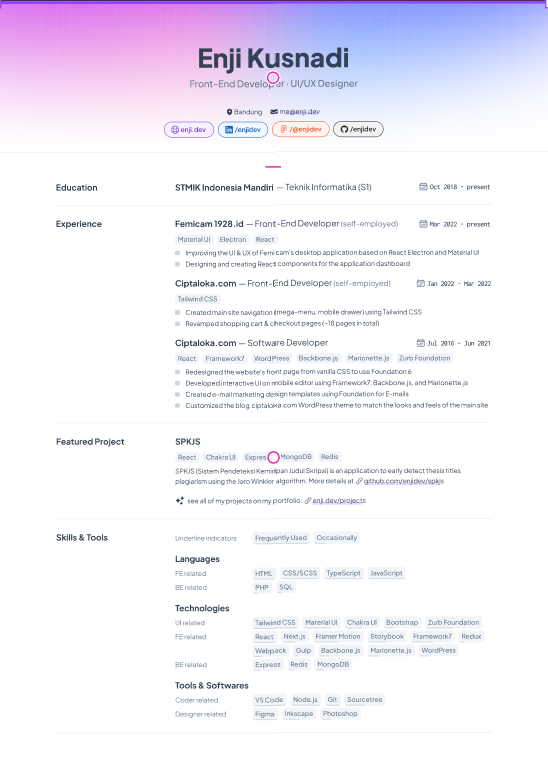 Enji Kusnadi
Front-End Developer · UI/UX Designer
Bandung me@enji.dev
enji.dev /enjidev /@enjidev /enjidev
Education
STMIK Indonesia Mandiri — Teknik Informatika (S1) Oct 2018 - present
Experience
Femicam 1928.id — Front-End Developer (self-employed) Mar 2022 - present
Material UI Electron React
Improving the UI & UX of Femicam's desktop application based on React Electron and Material UI
Designing and creating React components for the application dashboard
Ciptaloka.com — Front-End Developer (self-employed) Jan 2022 - Mar 2022
Tailwind CSS
Created main site navigation (mega-menu, mobile drawer) using Tailwind CSS
Revamped shopping cart & checkout pages (~18 pages in total)
Ciptaloka.com — Software Developer Jul 2016 - Jun 2021
React Framework7 WordPress Backbone.js Marionette.js Zurb Foundation
Redesigned the website's front page from vanilla CSS to use Foundation 6
Developed interactive UI on mobile editor using Framework7, Backbone.js, and Marionette.js
Created e-mail marketing design templates using Foundation for E-mails
Customized the blog.ciptaloka.com WordPress theme to match the looks and feels of the main site
Featured Project
SPKJS
React Chakra UI Expres MongoDB Redis
SPKJS (Sistem Pendeteksi Kemiripan Judul Skripsi) is an application to early detect thesis titles
plagiarism using the Jaro Winkler algorithm. More details at github.com/enjidev/spkjs
see all of my projects on my portfolio: enji.dev/projects
Skills & Tools
Underline indicators Frequently Used Occasionally
Languages
FE related HTML CSS/SCSS TypeScript JavaScript
BE related PHP SQL
Technologies
UI related Tailwind CSS Material UI Chakra UI Bootstrap Zurb Foundation
FE related React Next.js Framer Motion Storybook Framework7 Redux
Webpack Gulp Backbone.js Marionette.js WordPress
BE related Express Redis MongoDB
Tools & Softwares
Coder related VS Code Node.js Git Sourcetree
Designer related Figma Inkscape Photoshop